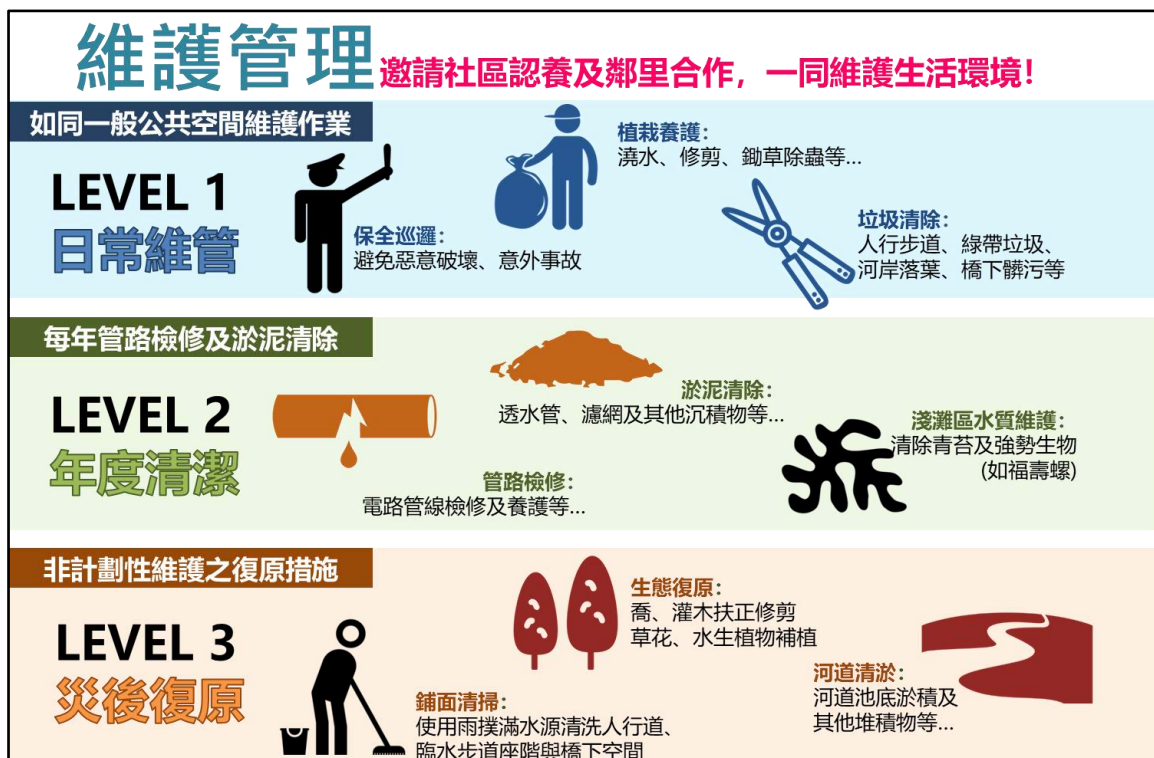 維護管理 邀請社區認養及鄰里合作，一同維護生活環境！
如同一般公共空間維護作業
LEVEL 1
日常維管
保全巡邏：
避免惡意破壞、意外事故
植栽養護：
澆水、修剪、鋤草除蟲等...
垃圾清除：
人行步道、綠帶垃圾、
河岸落葉、橋下髒污等
每年管路檢修及淤泥清除
LEVEL 2
年度清潔
淤泥清除：
透水管、濾網及其他沉積物等...
管路檢修：
電路管線檢修及養護等...
淺灘區水質維護：
清除青苔及強勢生物
(如福壽螺)
非計劃性維護之復原措施
LEVEL 3
災後復原
鋪面清掃：
使用雨撲滿水源清洗人行道、
臨水步道座階與橋下空間
生態復原：
喬、灌木扶正修剪
草花、水生植物補植
河道清淤：
河道池底淤積及
其他堆積物等...